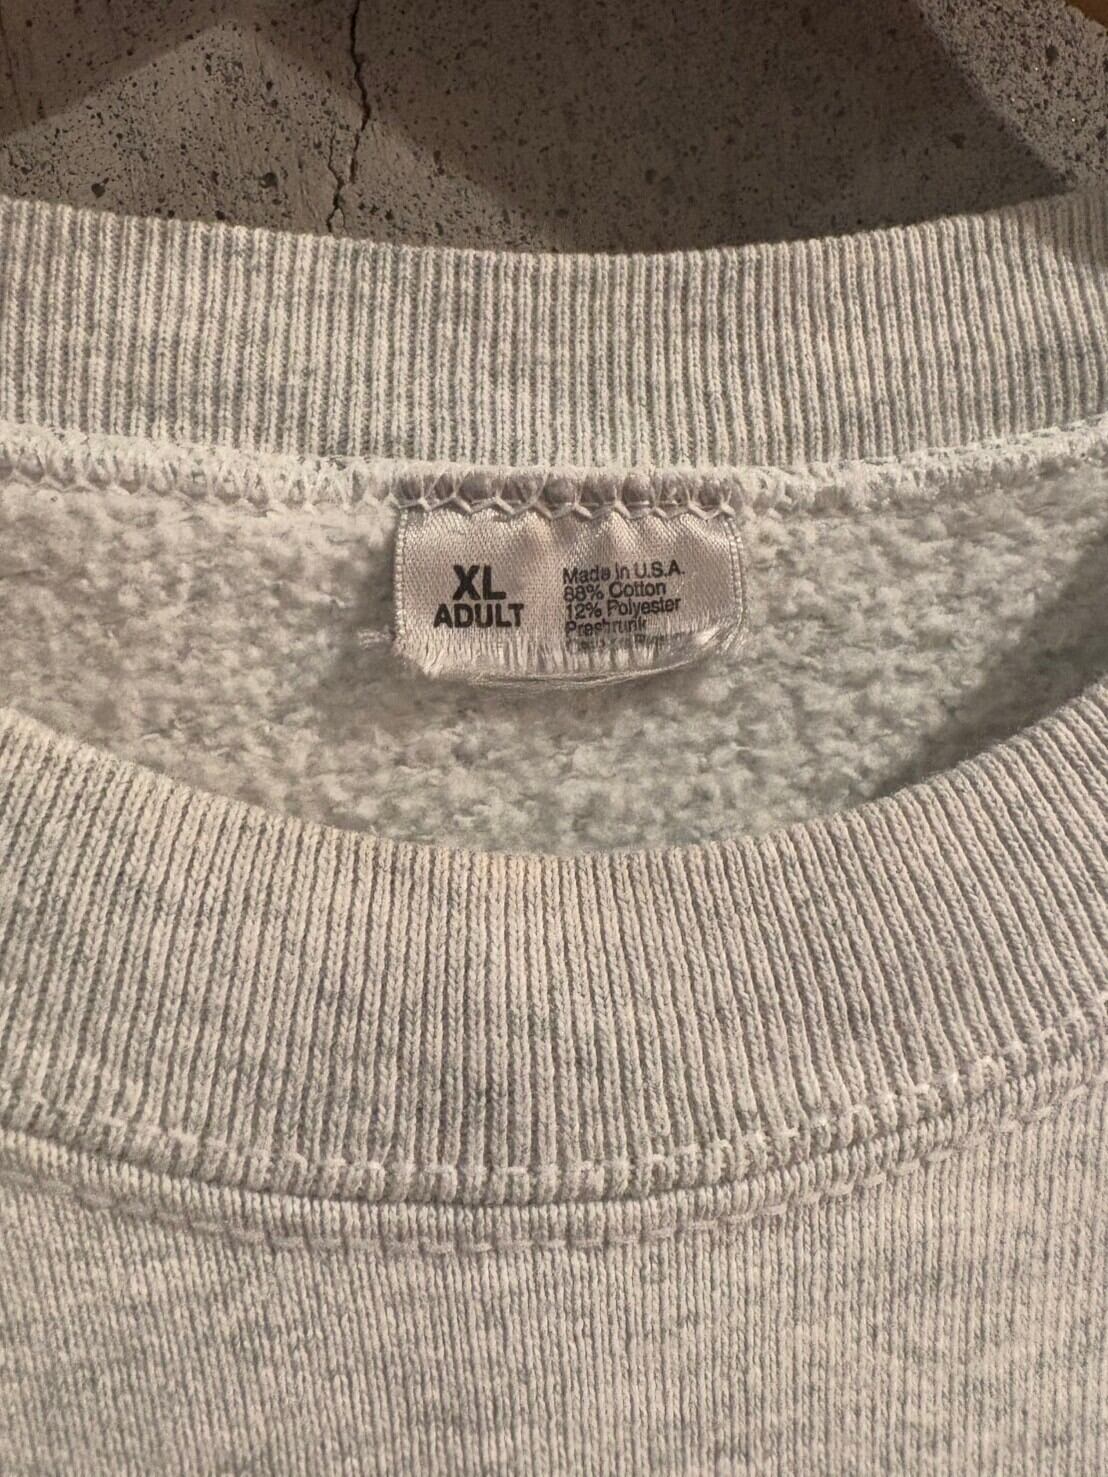 XL
ADULT
Made in U.S.A.
88% Cotton
12% Polyester
Preshrunk